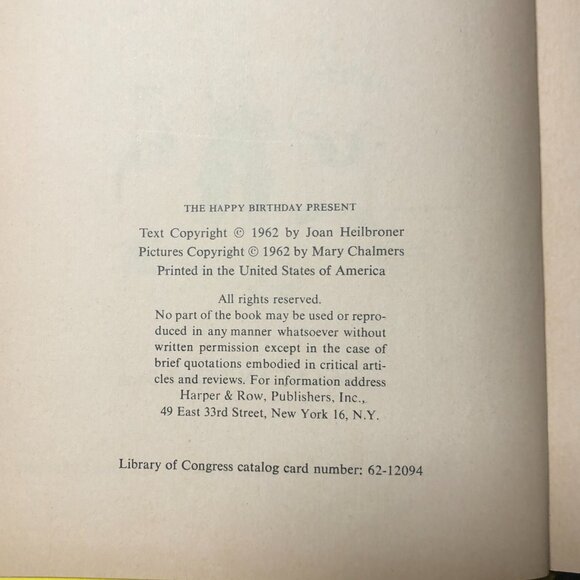 THE HAPPY BIRTHDAY PRESENT
Text Copyright © 1962 by Joan Heilbroner
Pictures Copyright © 1962 by Mary Chalmers
Printed in the United States of America
All rights reserved.
No part of the book may be used or repro-
duced in any manner whatsoever without
written permission except in the case of
brief quotations embodied in critical arti-
cles and reviews. For information address
Harper & Row, Publishers, Inc.,
49 East 33rd Street, New York 16, N.Y.
Library of Congress catalog card number: 62-12094